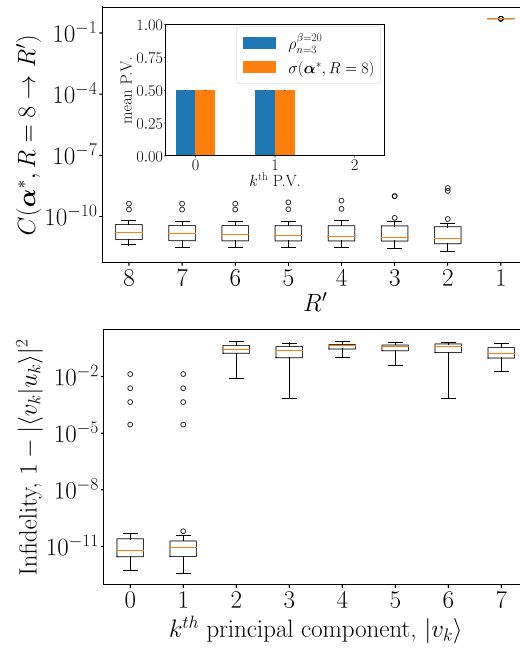 10^{-1}
10^{-4}
10^{-7}
10^{-10}
C(α*, R = 8 → R′)
1.00
0.75
0.50
0.25
0.00
mean P.V.
ρ_{n=3}^{β=20}
σ(α*, R = 8)
0 1 2
k^{th} P.V.
8 7 6 5 4 3 2 1
R′
10^{-2}
10^{-5}
10^{-8}
10^{-11}
Infidelity, 1 − |⟨v_k|u_k⟩|^2
0 1 2 3 4 5 6 7
k^{th} principal component, |v_k⟩